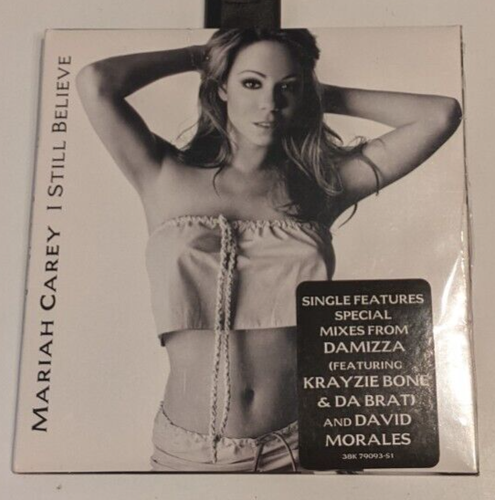 MARIAH CAREY I STILL BELIEVE
SINGLE FEATURES
SPECIAL
MIXES FROM
DAMIZZA
(FEATURING
KRAYZIE BONE
& DA BRAT)
AND DAVID
MORALES
38K 79093-S1